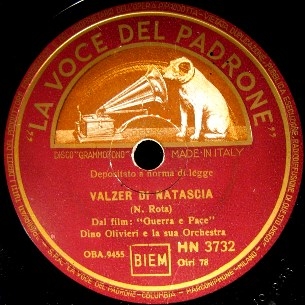 "LA VOCE DEL PADRONE"
DISCO "GRAMMOFONO"
MADE IN ITALY
Depositato a norma di legge
VALZER DI NATASCIA
(N. Rota)
Dal film: "Guerra e Pace"
Dino Olivieri e la sua Orchestra
HN 3732
OBA. 9455
BIEM
Giri 78